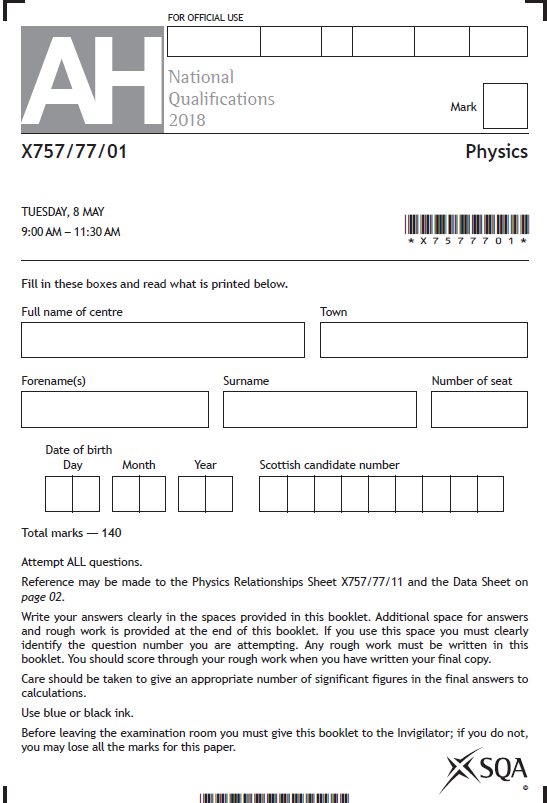 FOR OFFICIAL USE
AH
National
Qualifications
2018
Mark
X757/77/01
Physics
TUESDAY, 8 MAY
9:00 AM – 11:30 AM
*X7577701*
Fill in these boxes and read what is printed below.
Full name of centre
Town
Forename(s)
Surname
Number of seat
Date of birth
Day
Month
Year
Scottish candidate number
Total marks — 140
Attempt ALL questions.
Reference may be made to the Physics Relationships Sheet X757/77/11 and the Data Sheet on
page 02.
Write your answers clearly in the spaces provided in this booklet. Additional space for answers
and rough work is provided at the end of this booklet. If you use this space you must clearly
identify the question number you are attempting. Any rough work must be written in this
booklet. You should score through your rough work when you have written your final copy.
Care should be taken to give an appropriate number of significant figures in the final answers to
calculations.
Use blue or black ink.
Before leaving the examination room you must give this booklet to the Invigilator; if you do not,
you may lose all the marks for this paper.
SQA
©